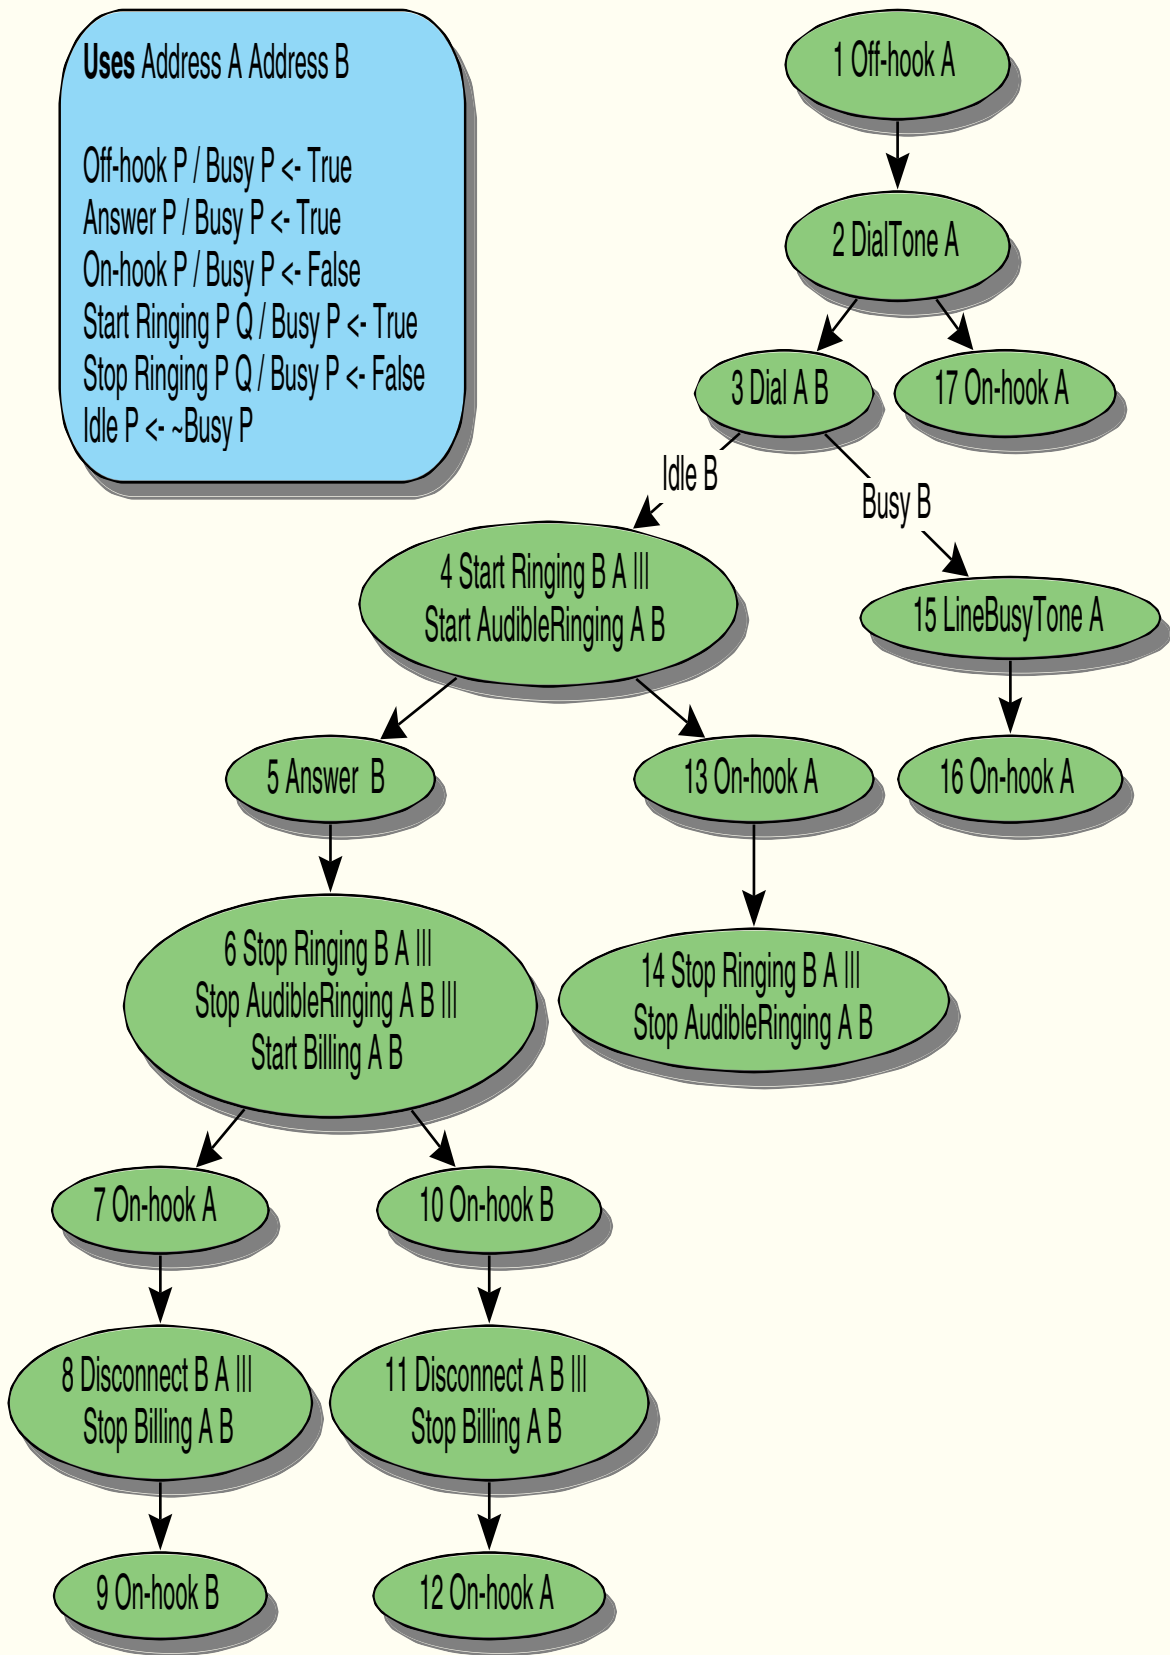 Uses Address A Address B
Off-hook P / Busy P <- True
Answer P / Busy P <- True
On-hook P / Busy P <- False
Start Ringing P Q / Busy P <- True
Stop Ringing P Q / Busy P <- False
Idle P <- ~Busy P
1 Off-hook A
2 DialTone A
3 Dial A B
17 On-hook A
Idle B
Busy B
4 Start Ringing B A |||
Start AudibleRinging A B
15 LineBusyTone A
5 Answer B
13 On-hook A
16 On-hook A
6 Stop Ringing B A |||
Stop AudibleRinging A B |||
Start Billing A B
14 Stop Ringing B A |||
Stop AudibleRinging A B
7 On-hook A
10 On-hook B
8 Disconnect B A |||
Stop Billing A B
11 Disconnect A B |||
Stop Billing A B
9 On-hook B
12 On-hook A